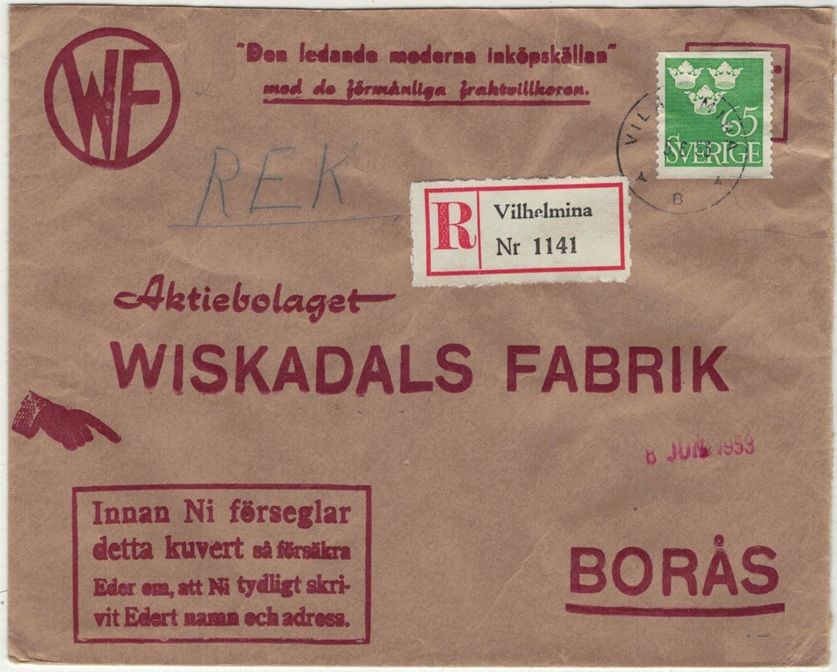 WF
"Den ledande moderna inköpskällan"
med de förmånliga fraktvillkoren.
65
SVERIGE
VILHELMINA
A B A
REK
R
Vilhelmina
Nr 1141
Aktiebolaget
WISKADALS FABRIK
8 JUN 1953
Innan Ni förseglar
detta kuvert så försäkra
Eder om, att Ni tydligt skri-
vit Edert namn och adress.
BORÅS